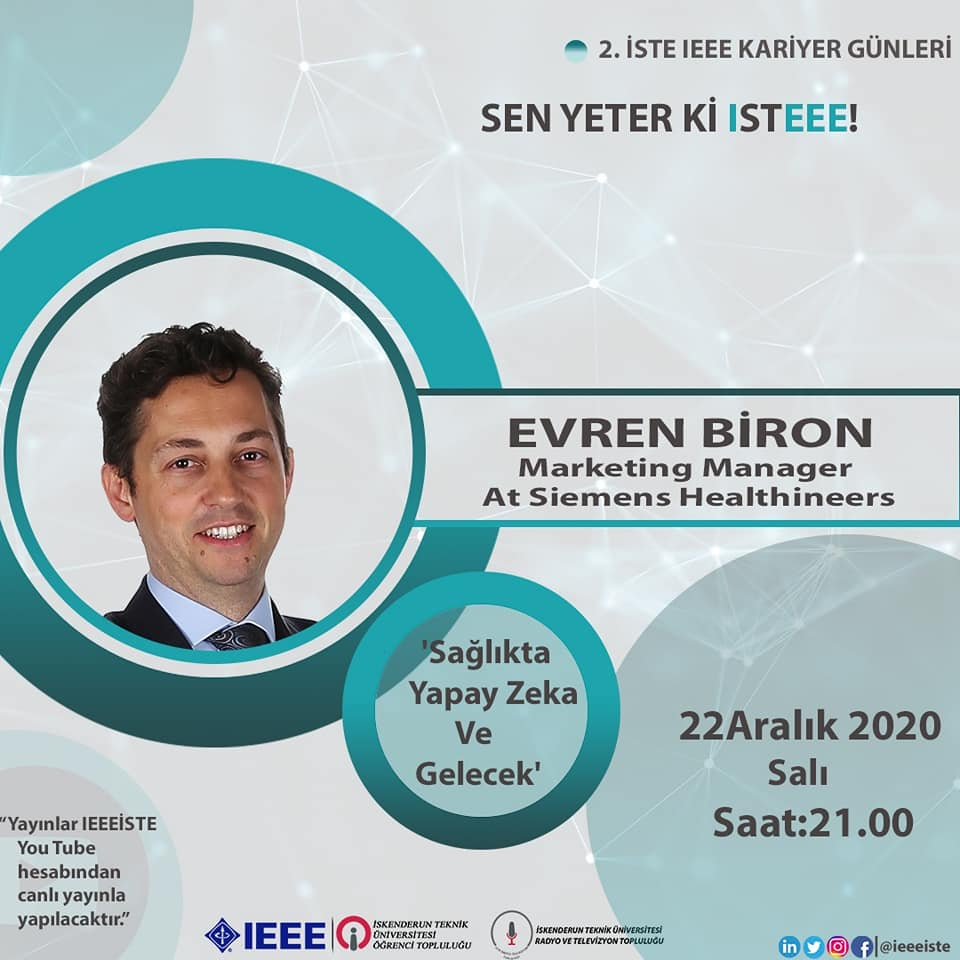 2. İSTE IEEE KARİYER GÜNLERİ
SEN YETER Kİ ISTEEE!
EVREN BİRON
Marketing Manager
At Siemens Healthineers
'Sağlıkta
Yapay Zeka
Ve
Gelecek'
22Aralık 2020
Salı
Saat:21.00
“Yayınlar IEEEİSTE
You Tube
hesabından
canlı yayınla
yapılacaktır.”
IEEE
İSKENDERUN TEKNİK
ÜNİVERSİTESİ
ÖĞRENCİ TOPLULUĞU
İSKENDERUN TEKNİK ÜNİVERSİTESİ
RADYO VE TELEVİZYON TOPLULUĞU
@ieeeiste